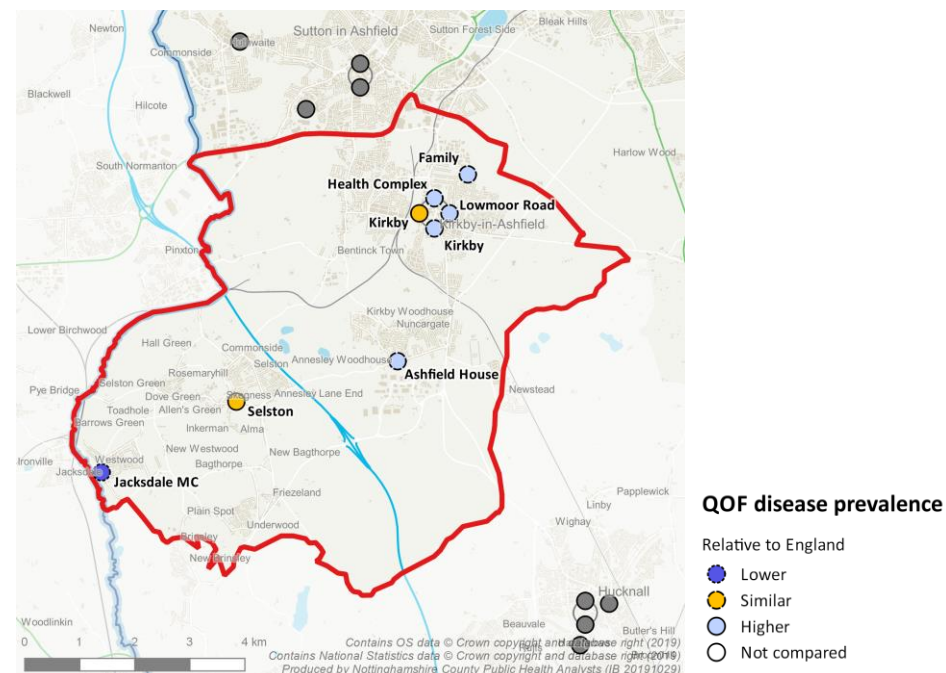 Newton
Commonside
Sutton in Ashfield
Sutton Forest Side
Bleak Hills
Blackwell
Hilcote
South Normanton
Harlow Wood
Family
Health Complex
Lowmoor Road
Kirkby
Kirkby-in-Ashfield
Kirkby
Pinxton
Bentinck Town
Kirkby Woodhouse
Nuncargate
Lower Birchwood
Hall Green
Commonside
Selston
Annesley Woodhouse
Rosemaryhill
Ashfield House
Pye Bridge
Selston Green
Dove Green
Annesley Lane End
Newstead
Toadhole
Allen's Green
Selston
Barrows Green
Inkerman
Alma
New Westwood
New Bagthorpe
Ironville
Westwood
Bagthorpe
Jacksdale
Jacksdale MC
Friezeland
Papplewick
Linby
Plain Spot
Underwood
Wighay
Brinsley
New Brinsley
Hucknall
Woodlinkin
Beauvale
Butler's Hill
0 1 2 3 4 km
Contains OS data © Crown copyright and database right (2019)
Contains National Statistics data © Crown copyright and database right (2019)
Produced by Nottinghamshire County Public Health Analysts (IB 20191029)
QOF disease prevalence
Relative to England
Lower
Similar
Higher
Not compared